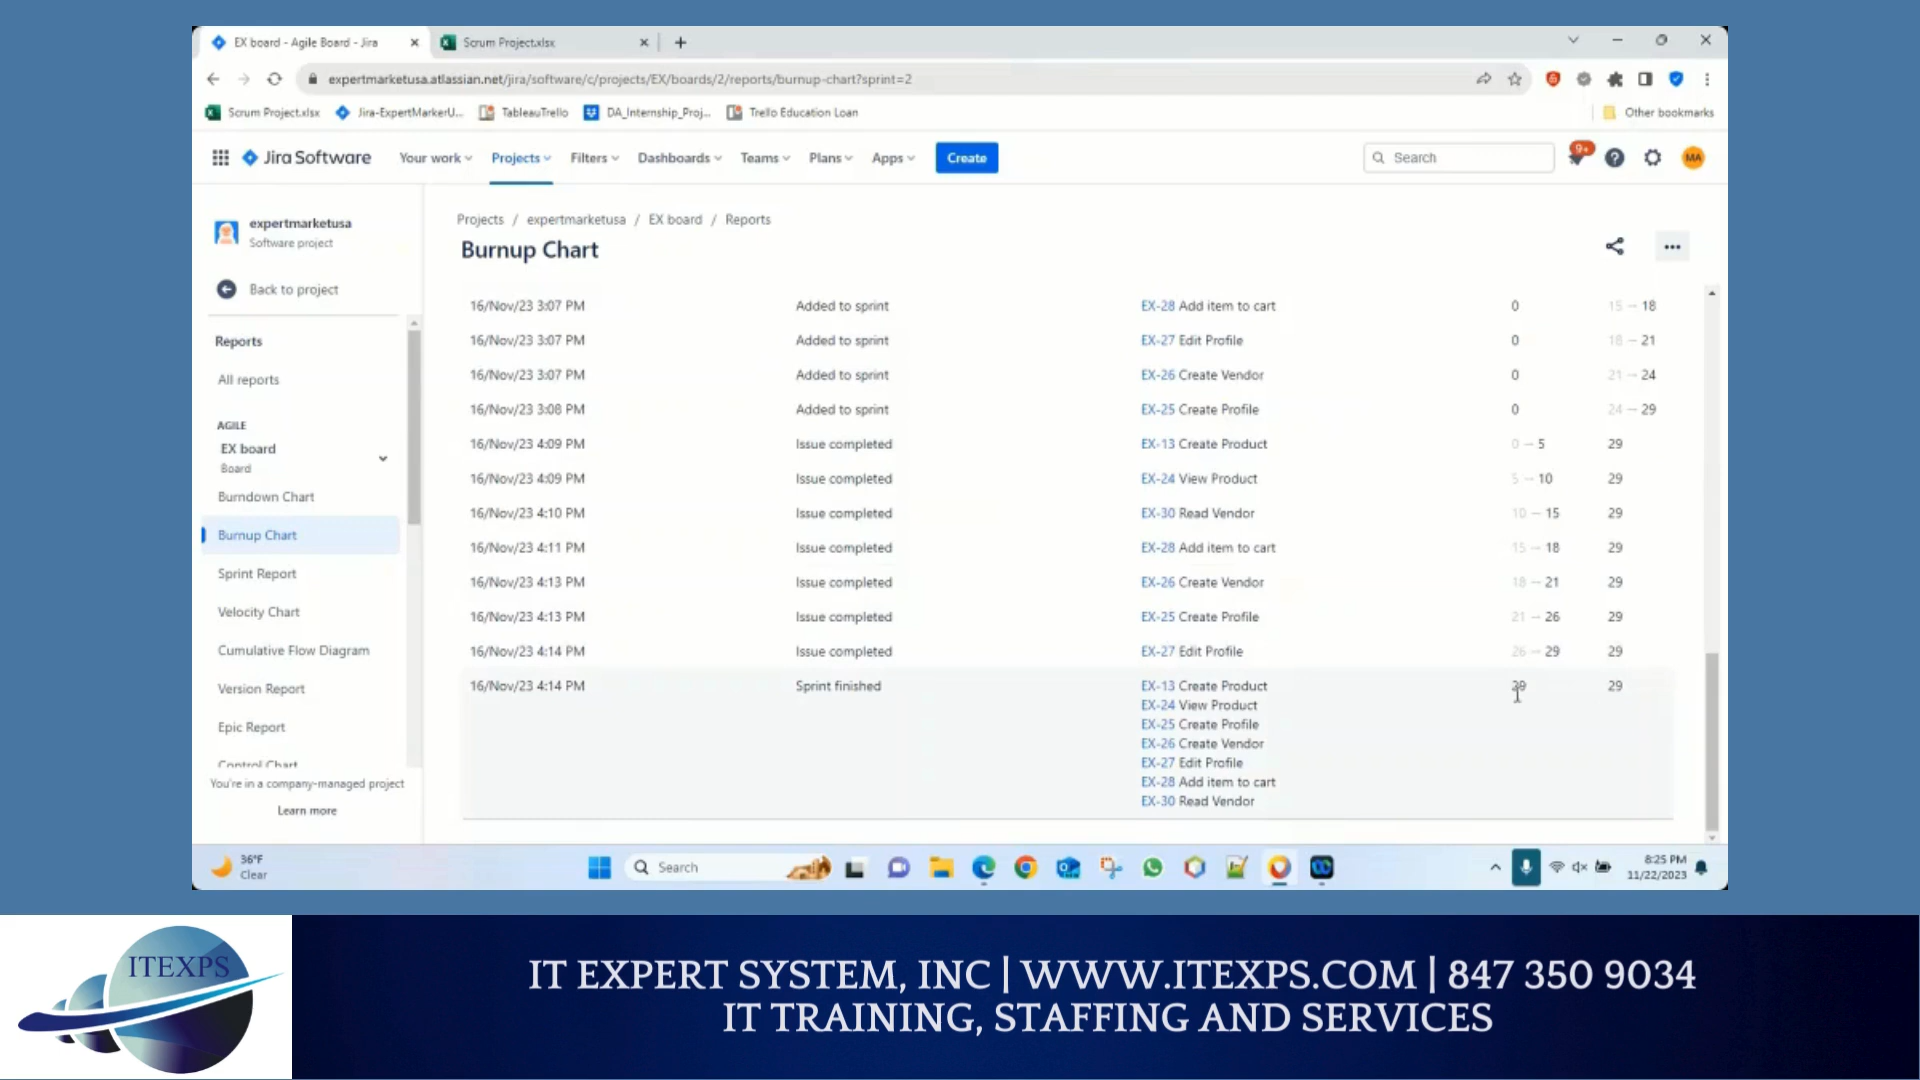 EX board - Agile Board - Jira
Scrum Project.xlsx
expertmarketusa.atlassian.net/jira/software/c/projects/EX/boards/2/reports/burnup-chart?sprint=2
Scrum Project.xlsx
Jira-ExpertMarkerU...
TableauTrello
DA_Internship_Proj...
Trello Education Loan
Other bookmarks
Jira Software
Your work
Projects
Filters
Dashboards
Teams
Plans
Apps
Create
Search
9+
MA
expertmarketusa
Software project
Back to project
Reports
All reports
AGILE
EX board
Board
Burndown Chart
Burnup Chart
Sprint Report
Velocity Chart
Cumulative Flow Diagram
Version Report
Epic Report
Control Chart
You're in a company-managed project
Learn more
Projects / expertmarketusa / EX board / Reports
Burnup Chart
16/Nov/23 3:07 PM Added to sprint EX-28 Add item to cart 0 15 → 18
16/Nov/23 3:07 PM Added to sprint EX-27 Edit Profile 0 18 → 21
16/Nov/23 3:07 PM Added to sprint EX-26 Create Vendor 0 21 → 24
16/Nov/23 3:08 PM Added to sprint EX-25 Create Profile 0 24 → 29
16/Nov/23 4:09 PM Issue completed EX-13 Create Product 0 → 5 29
16/Nov/23 4:09 PM Issue completed EX-24 View Product 5 → 10 29
16/Nov/23 4:10 PM Issue completed EX-30 Read Vendor 10 → 15 29
16/Nov/23 4:11 PM Issue completed EX-28 Add item to cart 15 → 18 29
16/Nov/23 4:13 PM Issue completed EX-26 Create Vendor 18 → 21 29
16/Nov/23 4:13 PM Issue completed EX-25 Create Profile 21 → 26 29
16/Nov/23 4:14 PM Issue completed EX-27 Edit Profile 26 → 29 29
16/Nov/23 4:14 PM Sprint finished EX-13 Create Product 29 29
EX-24 View Product
EX-25 Create Profile
EX-26 Create Vendor
EX-27 Edit Profile
EX-28 Add item to cart
EX-30 Read Vendor
36°F
Clear
Search
8:25 PM
11/22/2023
ITEXPS
IT EXPERT SYSTEM, INC | WWW.ITEXPS.COM | 847 350 9034
IT TRAINING, STAFFING AND SERVICES